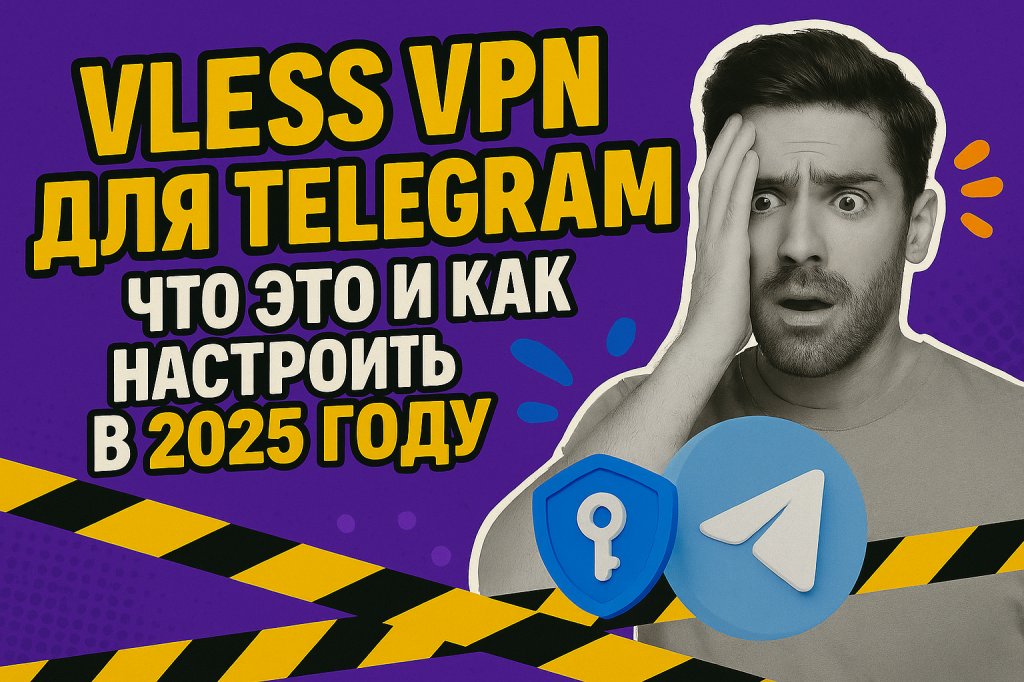 VLESS VPN
ДЛЯ TELEGRAM
ЧТО ЭТО И КАК
НАСТРОИТЬ
В 2025 ГОДУ